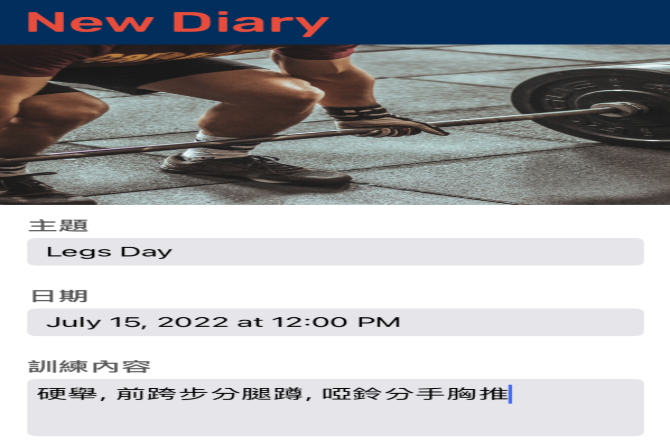 New Diary
主題
Legs Day
日期
July 15, 2022 at 12:00 PM
訓練內容
硬舉, 前跨步分腿蹲, 啞鈴分手胸推